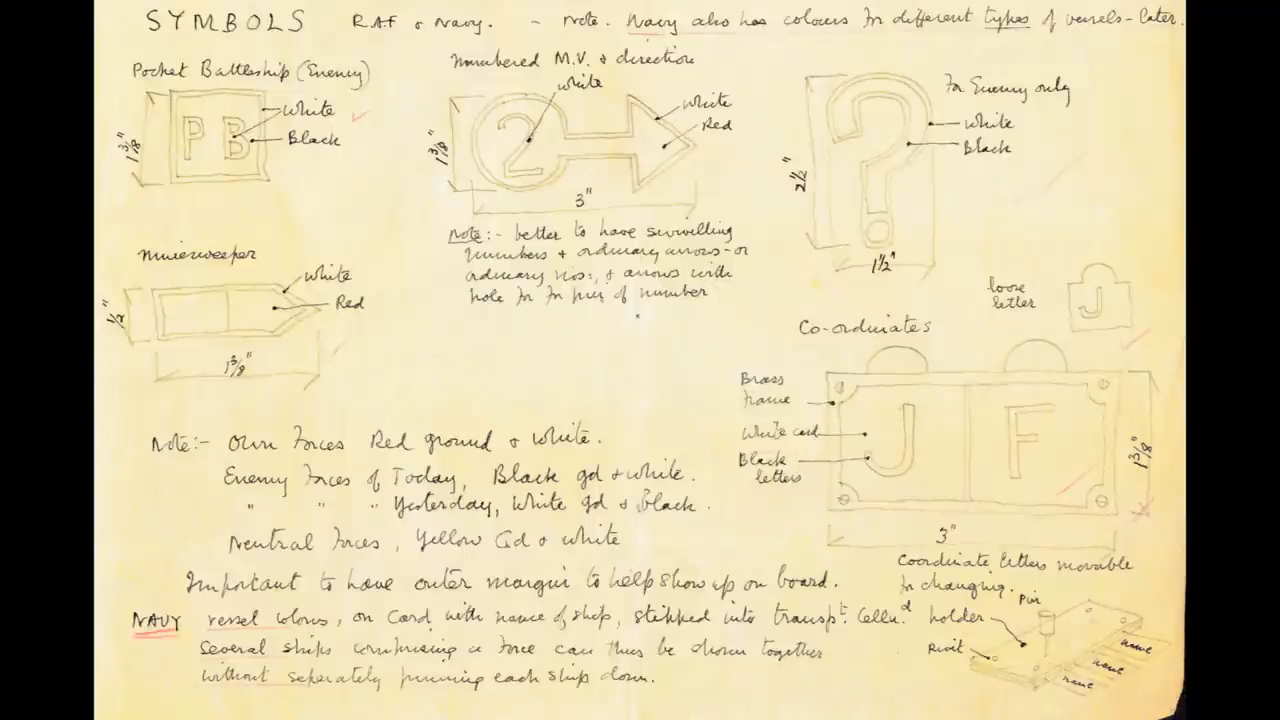 SYMBOLS R.A.F & Navy. - Note. Navy also has colours for different types of vessels - later.
Pocket Battleship (Enemy)
White
Black
PB
1 3/8"
Numbered M.V. & direction
white
White
Red
2
1 3/8"
3"
Note:- better to have swivelling
numbers & ordinary arrows - or
ordinary nos:, & arrows with
hole for pin of number
For Enemy only
White
Black
?
2 1/2"
1 1/2"
Minesweeper
White
Red
1/2"
1 3/8"
loose
letter
J
Co-ordinates
Brass
frame
White card
Black
letters
J F
1 3/8"
3"
Coordinate letters movable
for changing.
Note:- Own Forces Red ground & White.
Enemy Forces of Today, Black gd & white.
" " " Yesterday, White gd & Black.
Neutral Forces, Yellow Gd & white
Important to have outer margin to help show up on board.
NAVY vessel colours, on Card with name of ship, slipped into transpt. Cellud holder
Several ships comprising a Force can thus be shown together
without seperately pinning each ship down.
Pin
Pivot
name
name
name